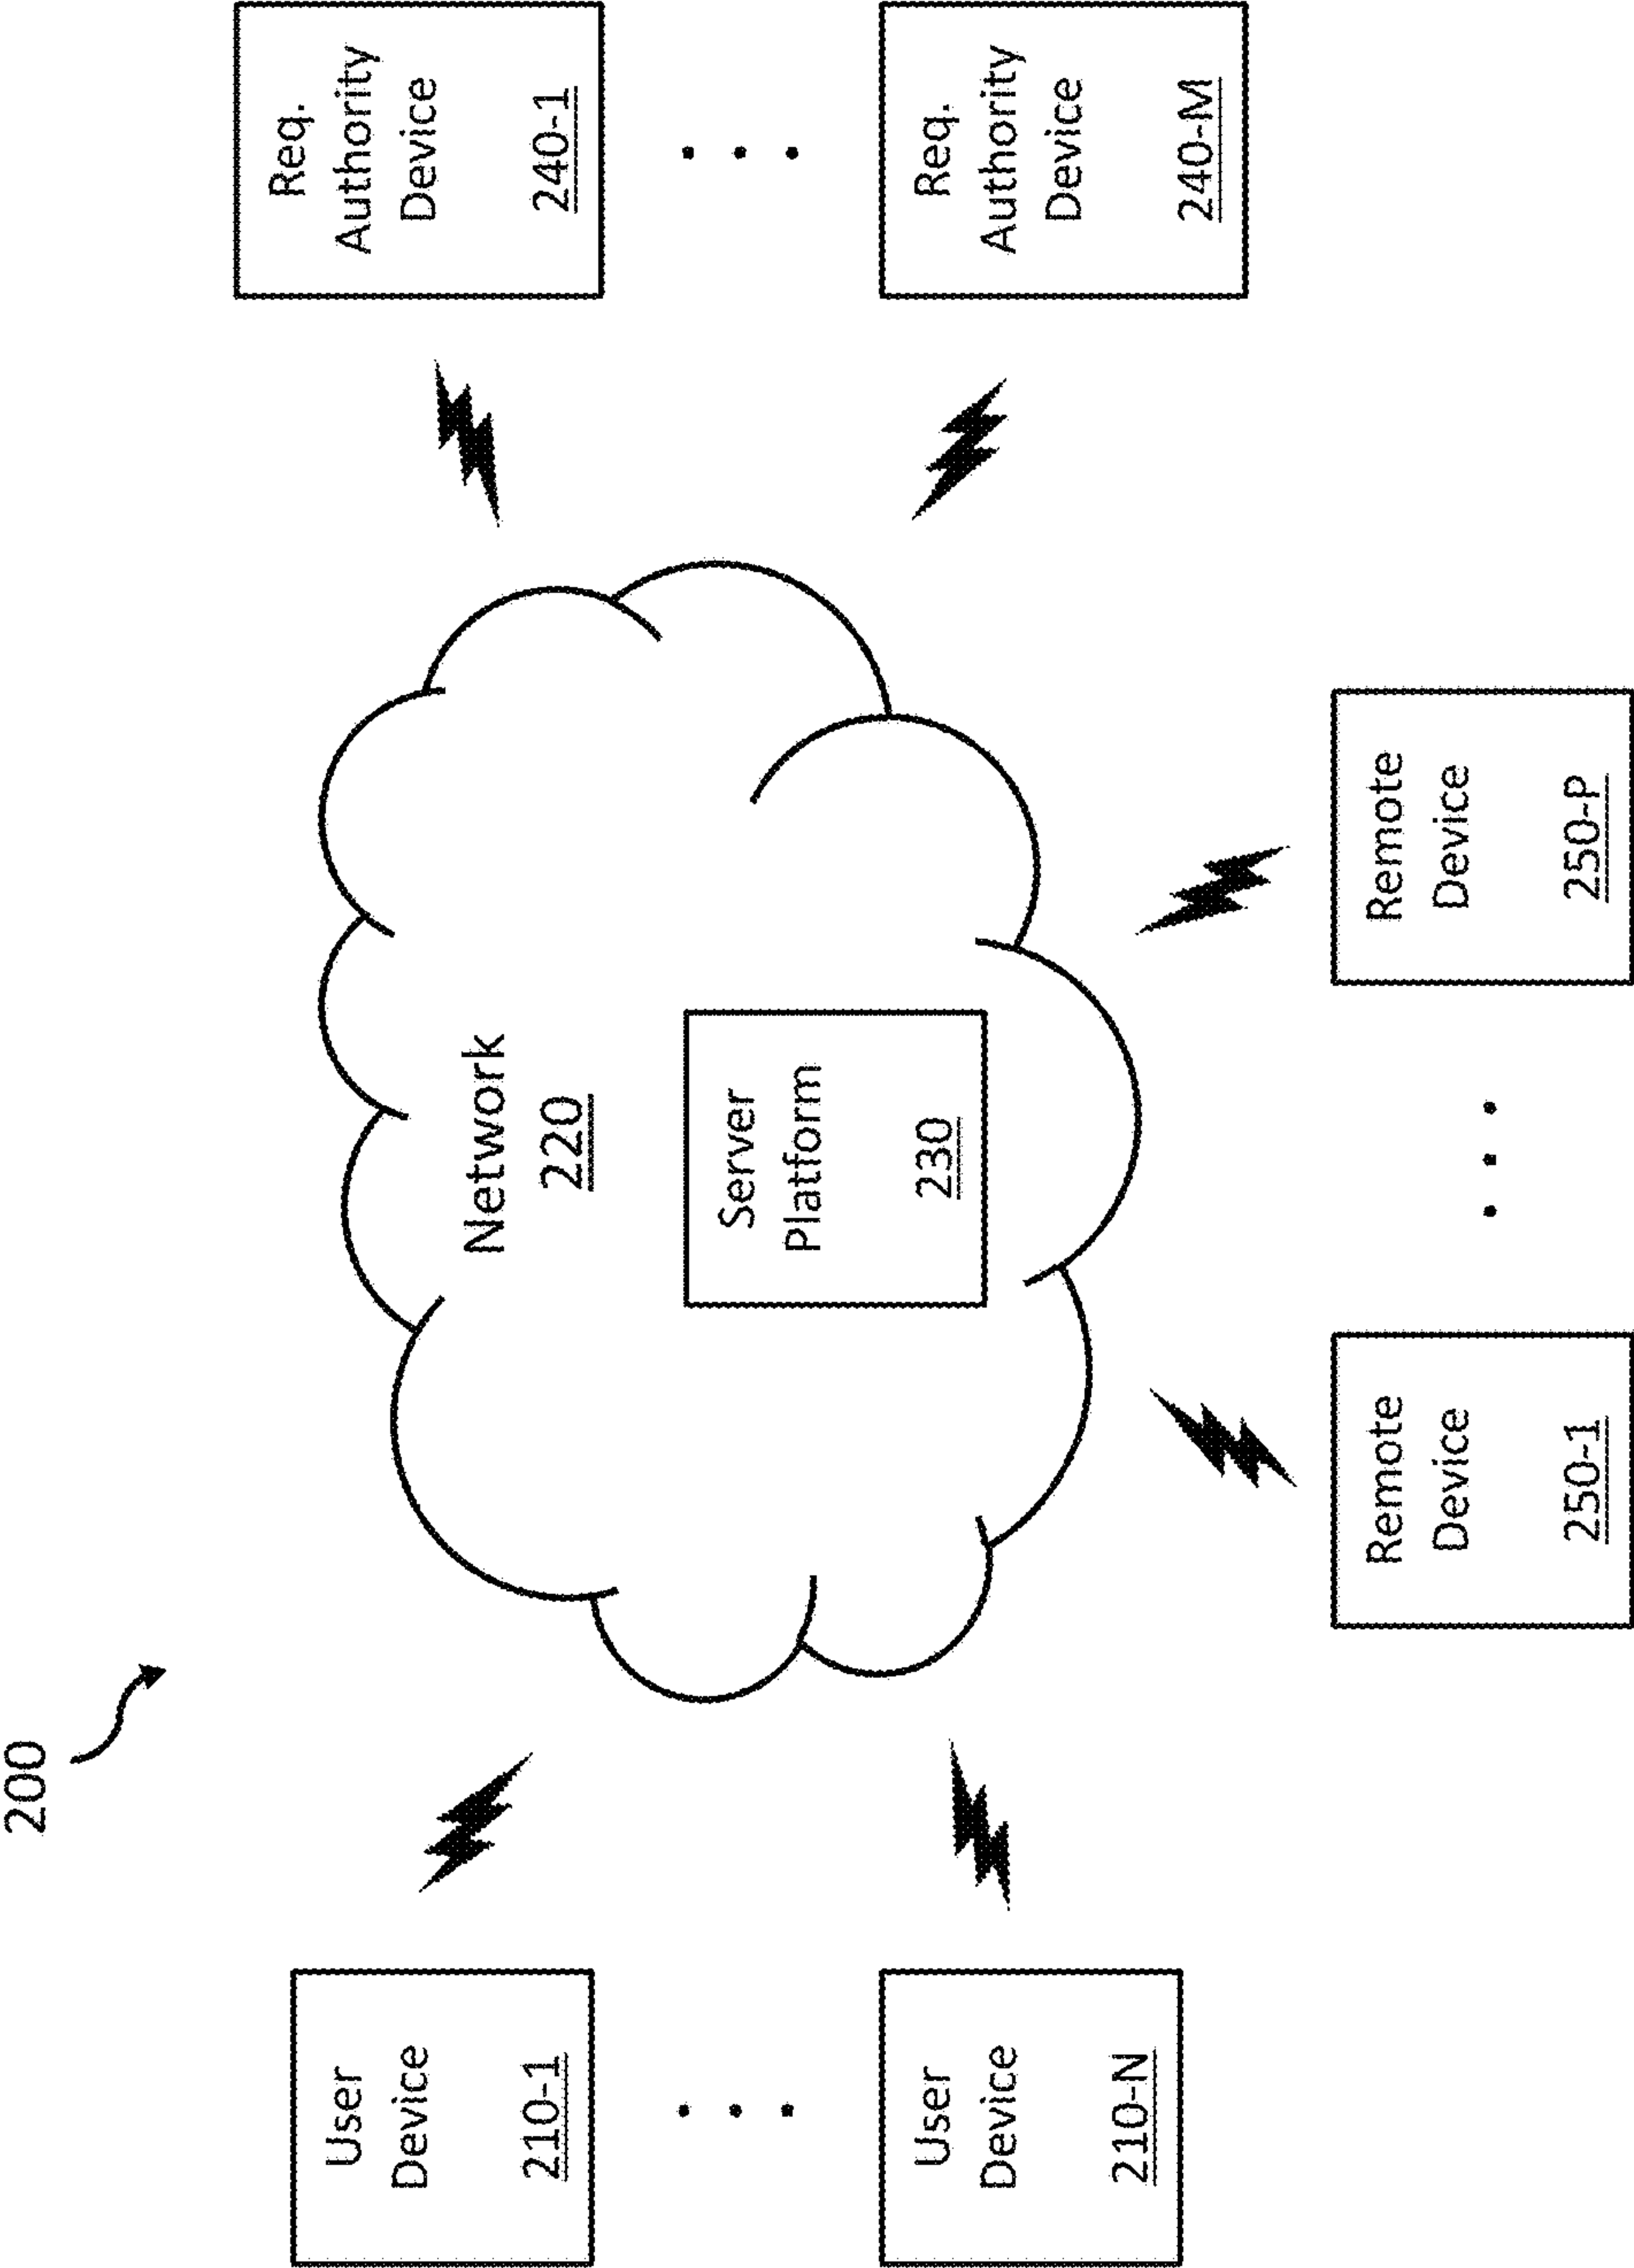 200
User
Device
210-1
User
Device
210-N
Network
220
Server
Platform
230
Req.
Authority
Device
240-1
Req.
Authority
Device
240-M
Remote
Device
250-1
Remote
Device
250-P